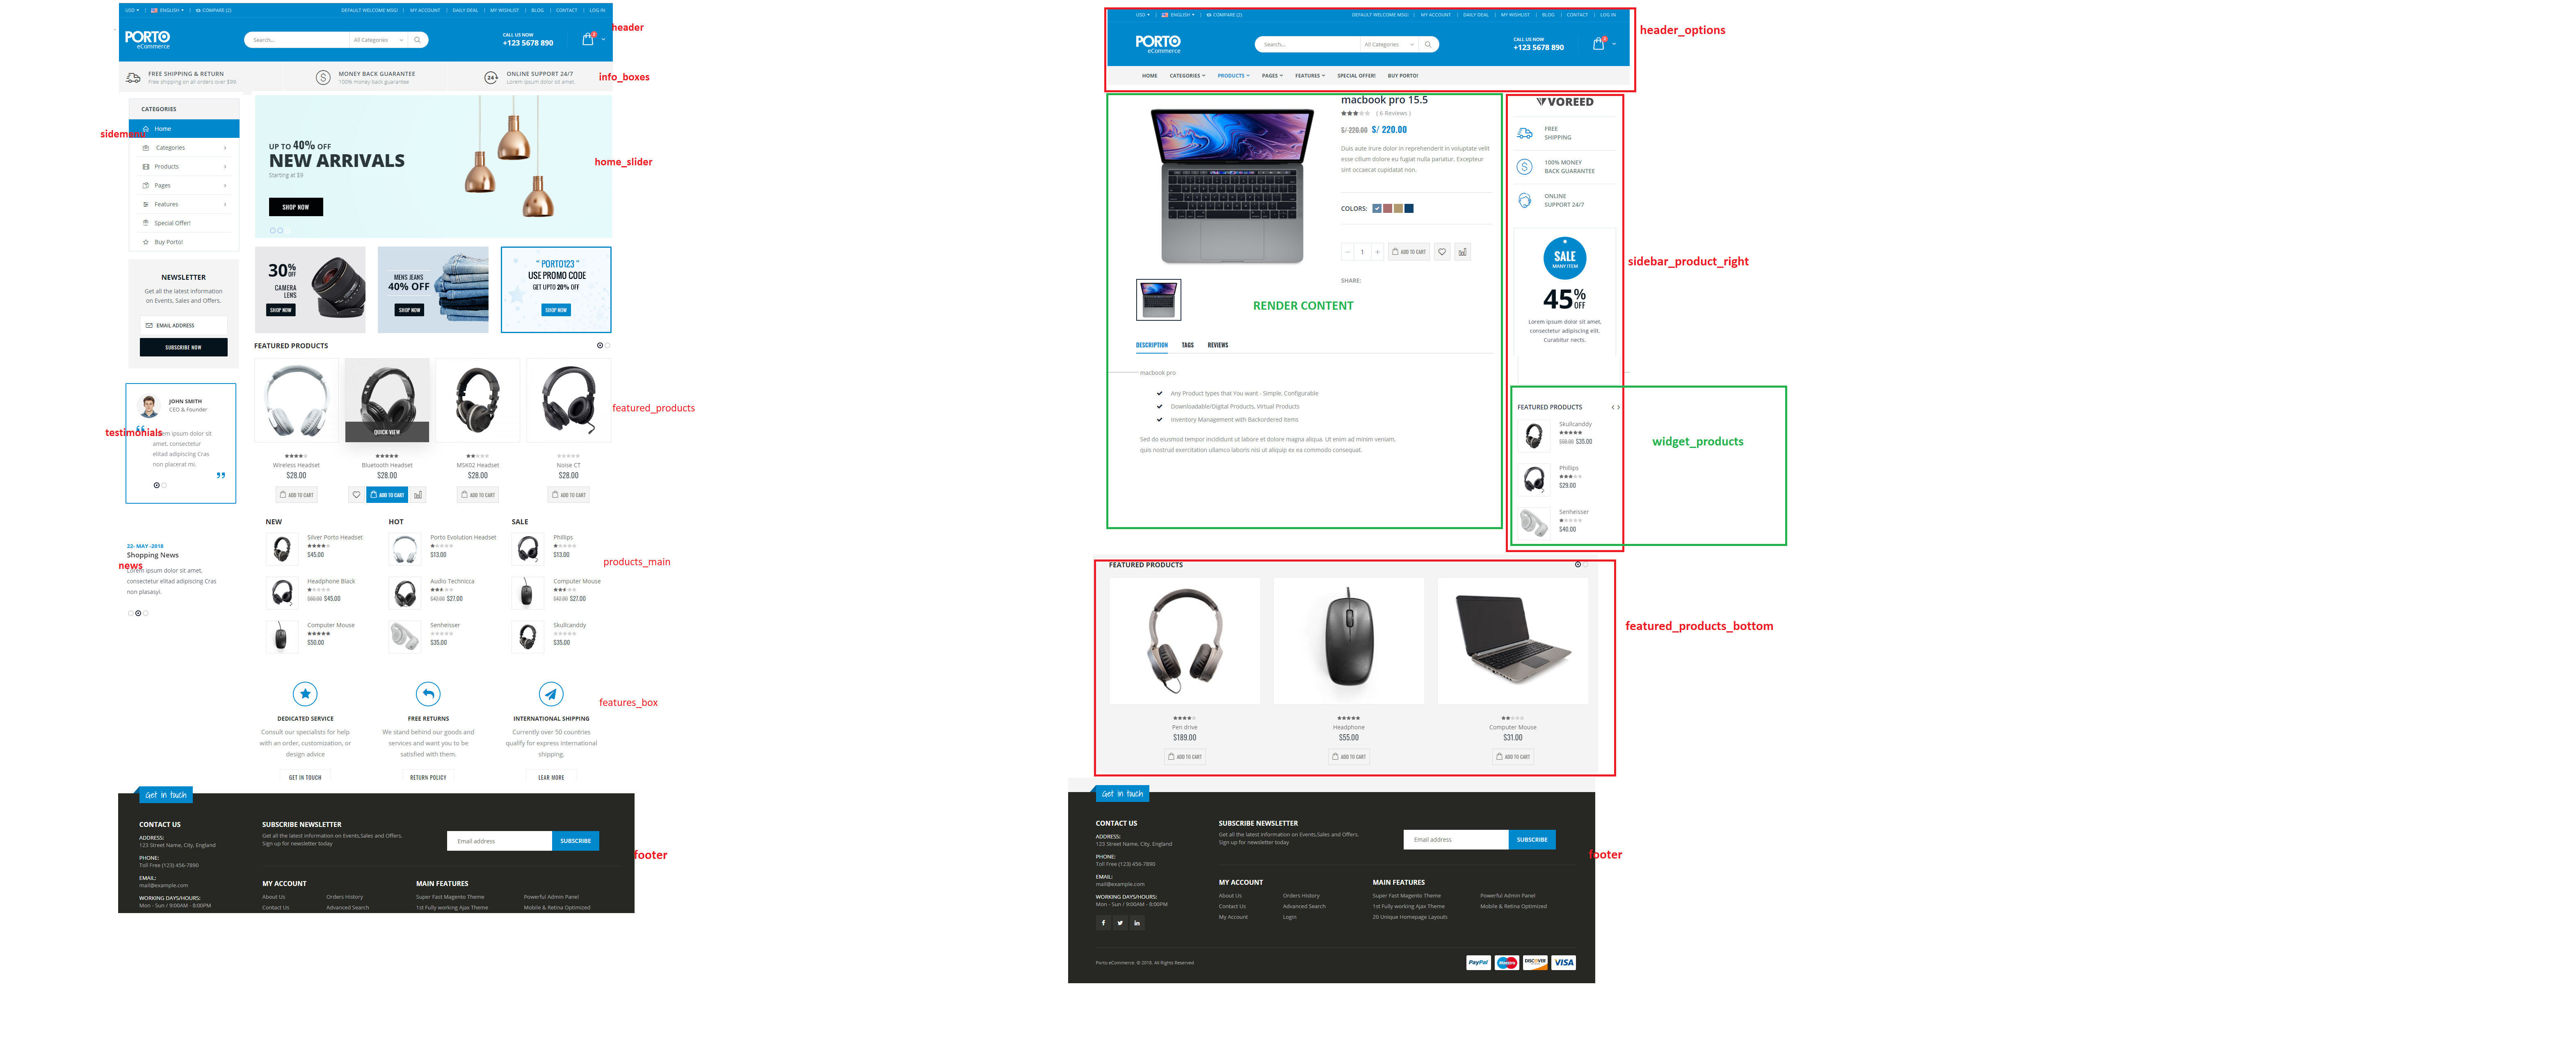 USD
ENGLISH
COMPARE (2)
DEFAULT WELCOME MSG!
MY ACCOUNT
DAILY DEAL
MY WISHLIST
BLOG
CONTACT
LOG IN
header
PORTO
eCommerce
Search...
All Categories
CALL US NOW
+123 5678 890
FREE SHIPPING & RETURN
Free shipping on all orders over $99.
MONEY BACK GUARANTEE
100% money back guarantee
ONLINE SUPPORT 24/7
Lorem ipsum dolor sit amet.
info_boxes
CATEGORIES
sidemenu
Home
Categories
Products
Pages
Features
Special Offer!
Buy Porto!
UP TO 40% OFF
NEW ARRIVALS
Starting at $9
SHOP NOW
home_slider
30% OFF
CAMERA
LENS
SHOP NOW
MENS JEANS
40% OFF
SHOP NOW
" PORTO123 "
USE PROMO CODE
GET UPTO 20% OFF
SHOP NOW
NEWSLETTER
Get all the latest information
on Events, Sales and Offers.
EMAIL ADDRESS
SUBSCRIBE NOW
FEATURED PRODUCTS
QUICK VIEW
featured_products
Wireless Headset
$28.00
ADD TO CART
Bluetooth Headset
$28.00
ADD TO CART
MSK02 Headset
$28.00
ADD TO CART
Noise CT
$28.00
ADD TO CART
JOHN SMITH
CEO & Founder
testimonials
ipsum dolor sit
amet, consectetur
elitad adipiscing Cras
non placerat mi.
22- MAY -2018
Shopping News
news
Lorem ipsum dolor sit amet,
consectetur elitad adipiscing Cras
non plasasyi.
NEW
Silver Porto Headset
$45.00
Headphone Black
$60.00 $45.00
Computer Mouse
$50.00
HOT
Porto Evolution Headset
$13.00
Audio Technicca
$42.00 $27.00
Senheisser
$35.00
SALE
Phillips
$13.00
Computer Mouse
$42.00 $27.00
Skullcanddy
$35.00
products_main
DEDICATED SERVICE
Consult our specialists for help
with an order, customization, or
design advice
GET IN TOUCH
FREE RETURNS
We stand behind our goods and
services and want you to be
satisfied with them.
RETURN POLICY
INTERNATIONAL SHIPPING
Currently over 50 countries
qualify for express international
shipping.
LEAR MORE
features_box
Get in touch
CONTACT US
ADDRESS:
123 Street Name, City, England
PHONE:
Toll Free (123) 456-7890
EMAIL:
mail@example.com
WORKING DAYS/HOURS:
Mon - Sun / 9:00AM - 8:00PM
SUBSCRIBE NEWSLETTER
Get all the latest information on Events,Sales and Offers.
Sign up for newsletter today
Email address
SUBSCRIBE
footer
MY ACCOUNT
About Us
Orders History
Contact Us
Advanced Search
MAIN FEATURES
Super Fast Magento Theme
Powerful Admin Panel
1st Fully working Ajax Theme
Mobile & Retina Optimized
USD
ENGLISH
COMPARE (2)
DEFAULT WELCOME MSG!
MY ACCOUNT
DAILY DEAL
MY WISHLIST
BLOG
CONTACT
LOG IN
header_options
PORTO
eCommerce
Search...
All Categories
CALL US NOW
+123 5678 890
HOME
CATEGORIES
PRODUCTS
PAGES
FEATURES
SPECIAL OFFER!
BUY PORTO!
macbook pro 15.5
( 6 Reviews )
S/ 220.00 S/ 220.00
Duis aute irure dolor in reprehenderit in voluptate velit
esse cillum dolore eu fugiat nulla pariatur. Excepteur
sint occaecat cupidatat non.
COLORS:
1
ADD TO CART
SHARE:
RENDER CONTENT
DESCRIPTION
TAGS
REVIEWS
macbook pro
Any Product types that You want - Simple, Configurable
Downloadable/Digital Products, Virtual Products
Inventory Management with Backordered items
Sed do eiusmod tempor incididunt ut labore et dolore magna aliqua. Ut enim ad minim veniam,
quis nostrud exercitation ullamco laboris nisi ut aliquip ex ea commodo consequat.
VOREED
FREE
SHIPPING
100% MONEY
BACK GUARANTEE
ONLINE
SUPPORT 24/7
sidebar_product_right
SALE
MANY ITEM
45% OFF
Lorem ipsum dolor sit amet,
consectetur adipiscing elit.
Curabitur nects.
FEATURED PRODUCTS
Skullcanddy
$60.00 $35.00
Phillips
$29.00
Senheisser
$40.00
widget_products
FEATURED PRODUCTS
Pen drive
$189.00
ADD TO CART
Headphone
$55.00
ADD TO CART
Computer Mouse
$31.00
ADD TO CART
featured_products_bottom
Get in touch
CONTACT US
ADDRESS:
123 Street Name, City, England
PHONE:
Toll Free (123) 456-7890
EMAIL:
mail@example.com
WORKING DAYS/HOURS:
Mon - Sun / 9:00AM - 8:00PM
SUBSCRIBE NEWSLETTER
Get all the latest information on Events,Sales and Offers.
Sign up for newsletter today
Email address
SUBSCRIBE
footer
MY ACCOUNT
About Us
Orders History
Contact Us
Advanced Search
My Account
Login
MAIN FEATURES
Super Fast Magento Theme
Powerful Admin Panel
1st Fully working Ajax Theme
Mobile & Retina Optimized
20 Unique Homepage Layouts
Porto eCommerce. © 2018. All Rights Reserved
PayPal
Maestro
DISCOVER
VISA